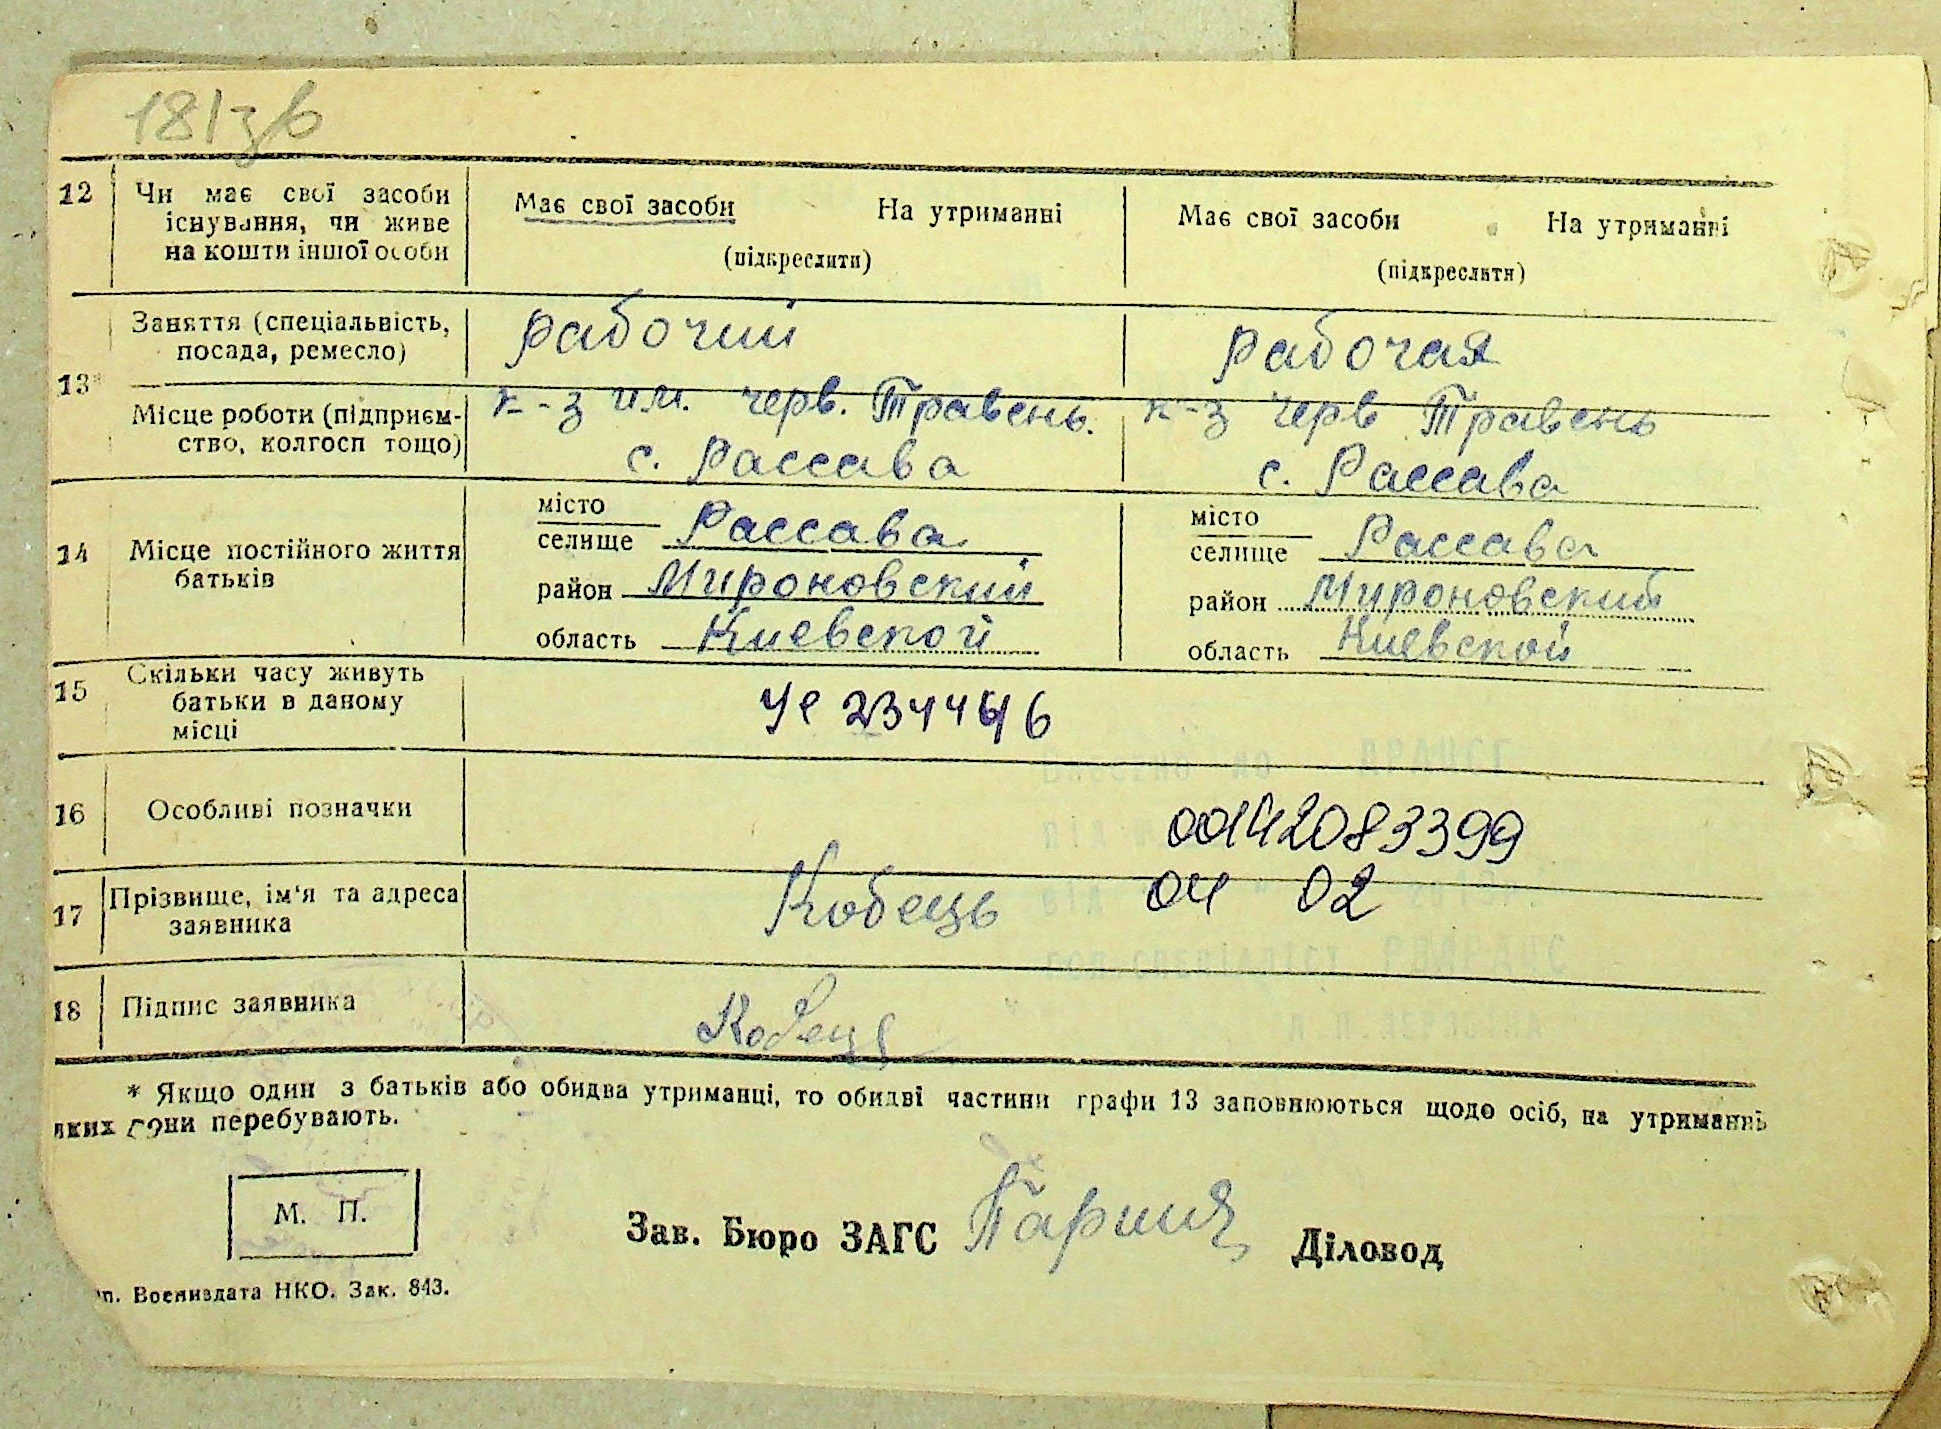 181зв
12 Чи має свої засоби існування, чи живе на кошти іншої особи
Має свої засоби На утриманні
(підкреслити)
Має свої засоби На утриманні
(підкреслити)
13* Заняття (спеціальність, посада, ремесло)
рабочий
рабочая
Місце роботи (підприємство, колгосп тощо)
к-з им. черв. Травень.
с. Рассава
к-з черв Травень
с. Рассава
14 Місце постійного життя батьків
місто
селище Рассава
район Мироновский
область Киевской
місто
селище Рассава
район Мироновский
область Киевской
15 Скільки часу живуть батьки в даному місці
16 Особливі позначки
00142083399
04 02
17 Прізвище, ім'я та адреса заявника
Кобець
18 Підпис заявника
Кобець
* Якщо один з батьків або обидва утриманці, то обидві частини графи 13 заповнюються щодо осіб, на утриманні
яких вони перебувають.
М. П.
Зав. Бюро ЗАГС Діловод
Воениздата НКО. Зак. 843.